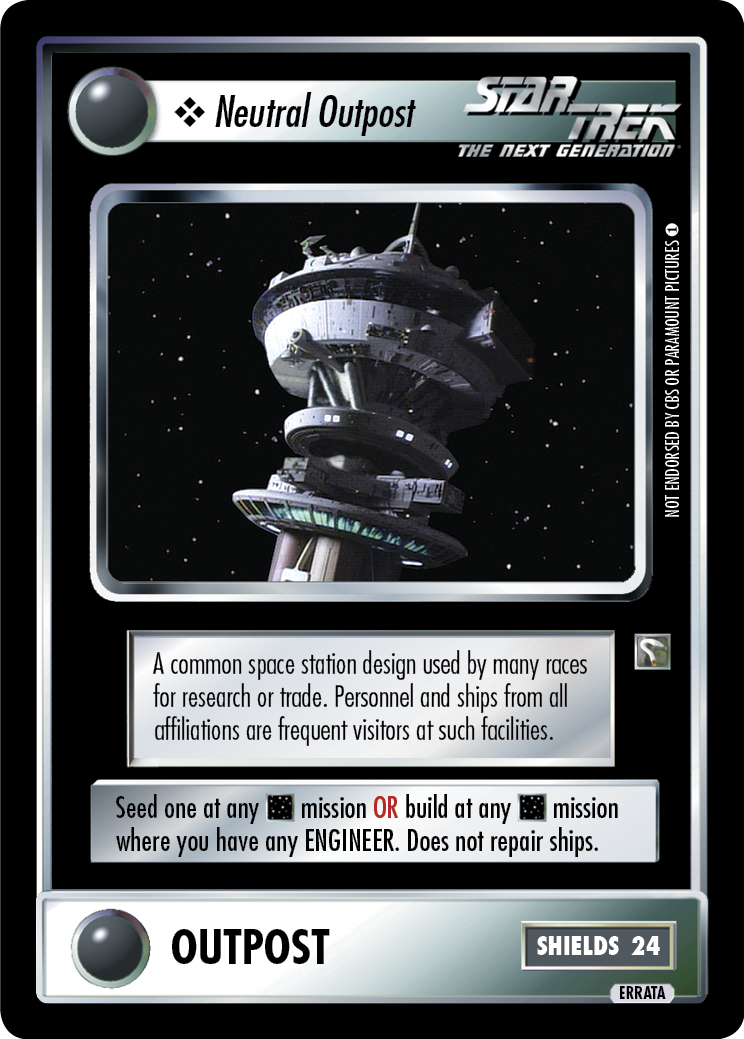 ❖ Neutral Outpost
STAR TREK
THE NEXT GENERATION
NOT ENDORSED BY CBS OR PARAMOUNT PICTURES 1
A common space station design used by many races
for research or trade. Personnel and ships from all
affiliations are frequent visitors at such facilities.
Seed one at any mission OR build at any mission
where you have any ENGINEER. Does not repair ships.
OUTPOST
SHIELDS 24
ERRATA